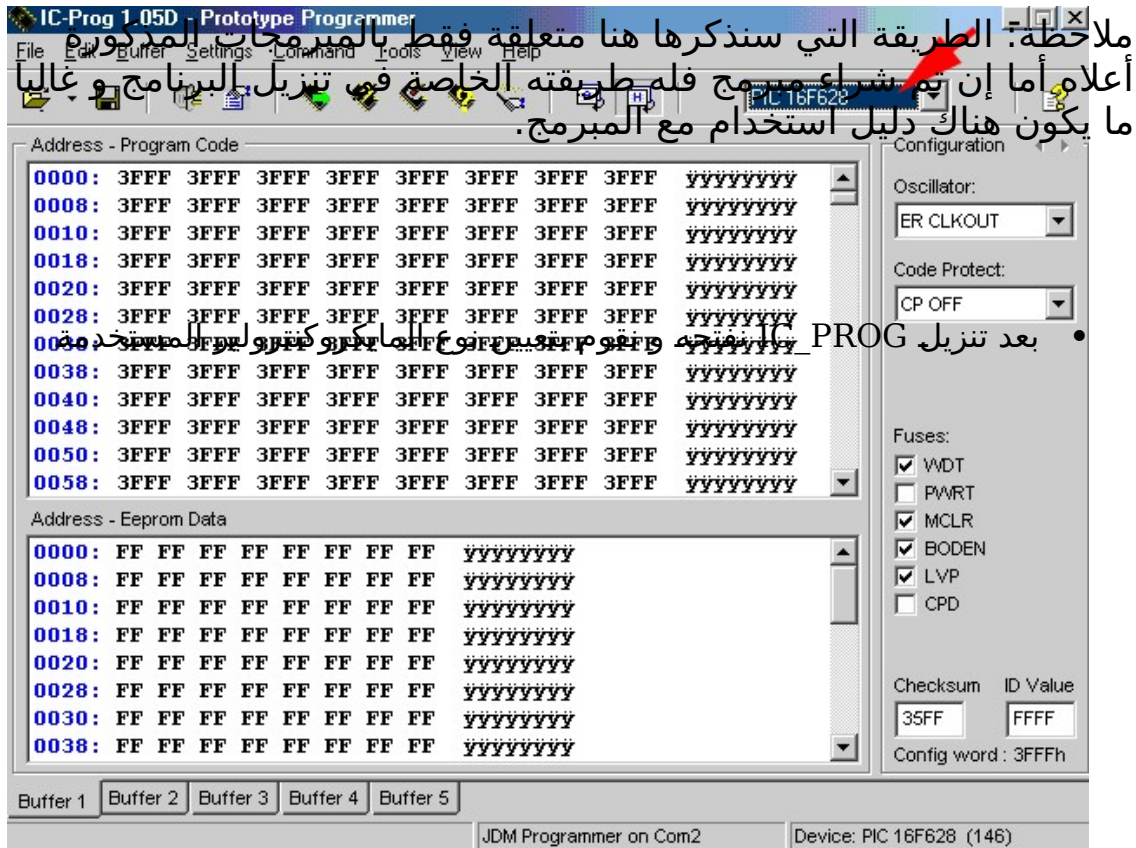 IC-Prog 1.05D - Prototype Programmer
ملاحظة: الطريقة التي سنذكرها هنا متعلقة فقط بالمبرمجات المذكورة
File Edit Buffer Settings Command Tools View Help
أعلاه أما إن تم شراء مبرمج فله طريقته الخاصة في تنزيل البرنامج و غالباً
PIC 16F628
ما يكون هناك دليل استخدام مع المبرمج.
Address - Program Code
0000: 3FFF 3FFF 3FFF 3FFF 3FFF 3FFF 3FFF 3FFF ÿÿÿÿÿÿÿÿ
0008: 3FFF 3FFF 3FFF 3FFF 3FFF 3FFF 3FFF 3FFF ÿÿÿÿÿÿÿÿ
0010: 3FFF 3FFF 3FFF 3FFF 3FFF 3FFF 3FFF 3FFF ÿÿÿÿÿÿÿÿ
0018: 3FFF 3FFF 3FFF 3FFF 3FFF 3FFF 3FFF 3FFF ÿÿÿÿÿÿÿÿ
0020: 3FFF 3FFF 3FFF 3FFF 3FFF 3FFF 3FFF 3FFF ÿÿÿÿÿÿÿÿ
0028: 3FFF 3FFF 3FFF 3FFF 3FFF 3FFF 3FFF 3FFF ÿÿÿÿÿÿÿÿ
• بعد تنزيل IC_PROG نفتحه و نقوم بتعيين نوع المايكروكنترولير المستخدمة
0030: 3FFF 3FFF 3FFF 3FFF 3FFF 3FFF 3FFF 3FFF ÿÿÿÿÿÿÿÿ
0038: 3FFF 3FFF 3FFF 3FFF 3FFF 3FFF 3FFF 3FFF ÿÿÿÿÿÿÿÿ
0040: 3FFF 3FFF 3FFF 3FFF 3FFF 3FFF 3FFF 3FFF ÿÿÿÿÿÿÿÿ
0048: 3FFF 3FFF 3FFF 3FFF 3FFF 3FFF 3FFF 3FFF ÿÿÿÿÿÿÿÿ
0050: 3FFF 3FFF 3FFF 3FFF 3FFF 3FFF 3FFF 3FFF ÿÿÿÿÿÿÿÿ
0058: 3FFF 3FFF 3FFF 3FFF 3FFF 3FFF 3FFF 3FFF ÿÿÿÿÿÿÿÿ
Address - Eeprom Data
0000: FF FF FF FF FF FF FF FF ÿÿÿÿÿÿÿÿ
0008: FF FF FF FF FF FF FF FF ÿÿÿÿÿÿÿÿ
0010: FF FF FF FF FF FF FF FF ÿÿÿÿÿÿÿÿ
0018: FF FF FF FF FF FF FF FF ÿÿÿÿÿÿÿÿ
0020: FF FF FF FF FF FF FF FF ÿÿÿÿÿÿÿÿ
0028: FF FF FF FF FF FF FF FF ÿÿÿÿÿÿÿÿ
0030: FF FF FF FF FF FF FF FF ÿÿÿÿÿÿÿÿ
0038: FF FF FF FF FF FF FF FF ÿÿÿÿÿÿÿÿ
Configuration
Oscillator:
ER CLKOUT
Code Protect:
CP OFF
Fuses:
WDT
PWRT
MCLR
BODEN
LVP
CPD
Checksum ID Value
35FF FFFF
Config word : 3FFFh
Buffer 1 Buffer 2 Buffer 3 Buffer 4 Buffer 5
JDM Programmer on Com2 Device: PIC 16F628 (146)